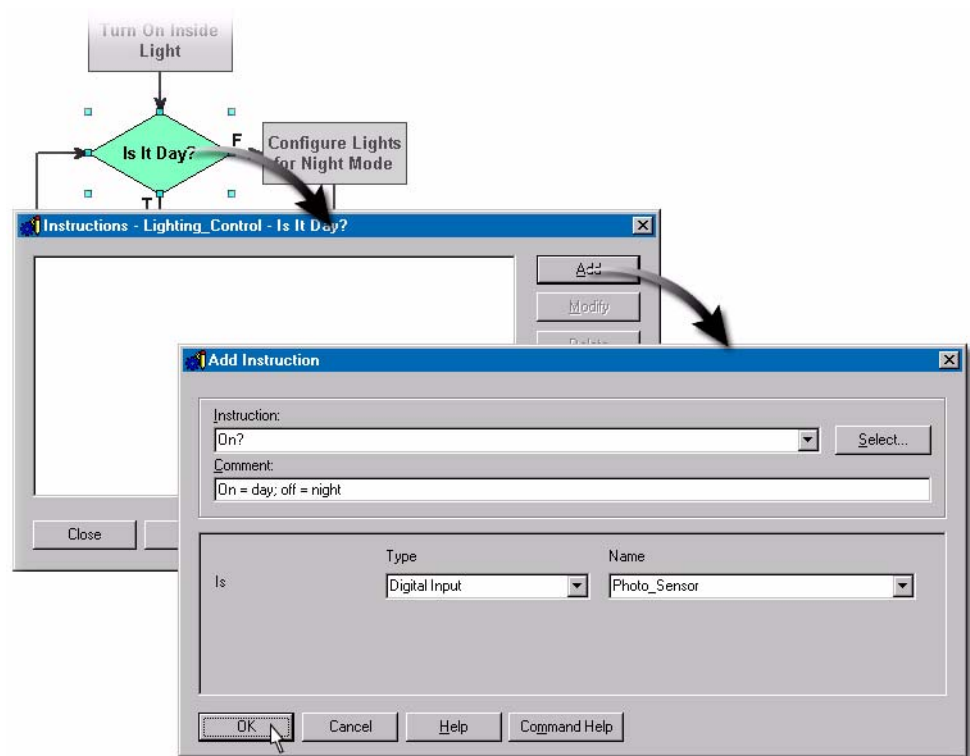 Turn On Inside
Light
Is It Day?
F
Configure Lights
for Night Mode
T
Instructions - Lighting_Control - Is It Day?
Add
Modify
Delete
Close
Add Instruction
Instruction:
On?
Select...
Comment:
On = day; off = night
Type
Name
Is
Digital Input
Photo_Sensor
OK
Cancel
Help
Command Help